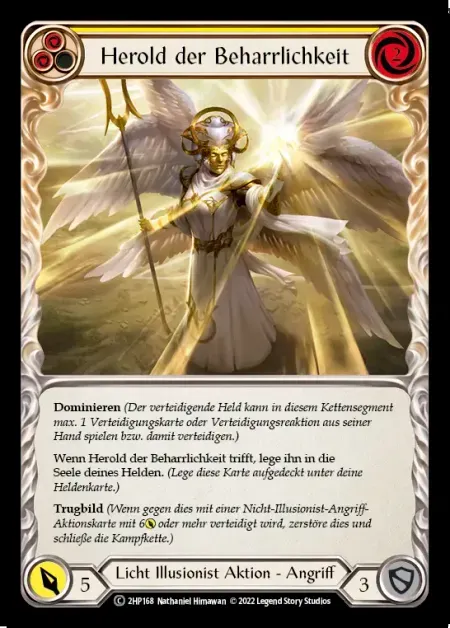 2
Herold der Beharrlichkeit
Dominieren (Der verteidigende Held kann in diesem Kettensegment
max. 1 Verteidigungskarte oder Verteidigungsreaktion aus seiner
Hand spielen bzw. damit verteidigen.)
Wenn Herold der Beharrlichkeit trifft, lege ihn in die
Seele deines Helden. (Lege diese Karte aufgedeckt unter deine
Heldenkarte.)
Trugbild (Wenn gegen dies mit einer Nicht-Illusionist-Angriff-
Aktionskarte mit 6 oder mehr verteidigt wird, zerstöre dies und
schließe die Kampfkette.)
5
Licht Illusionist Aktion - Angriff
3
C 2HP168 Nathaniel Himawan © 2022 Legend Story Studios